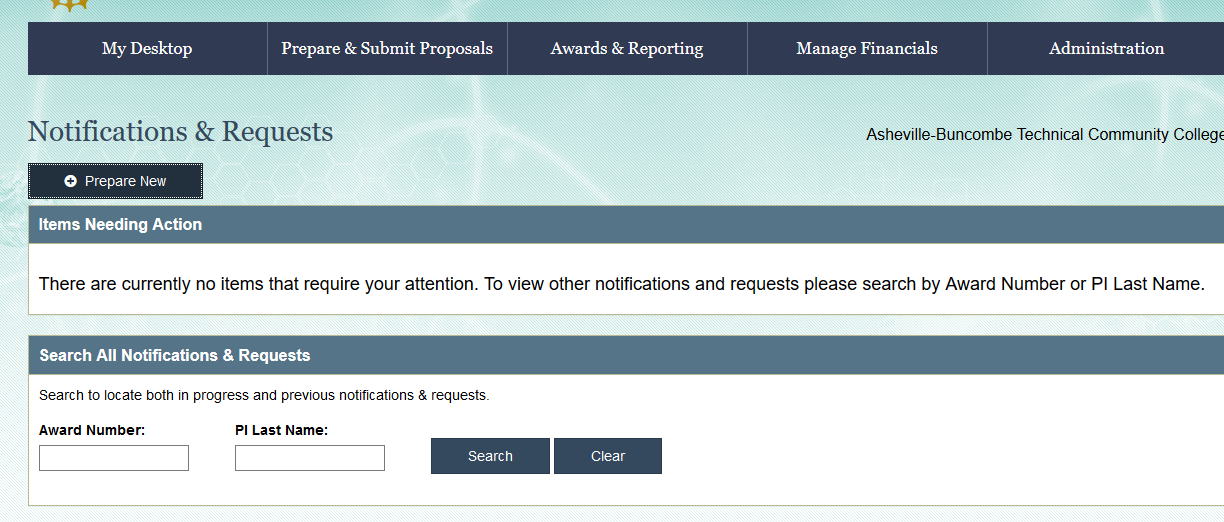 My Desktop
Prepare & Submit Proposals
Awards & Reporting
Manage Financials
Administration
Notifications & Requests
Asheville-Buncombe Technical Community College
Prepare New
Items Needing Action
There are currently no items that require your attention. To view other notifications and requests please search by Award Number or PI Last Name.
Search All Notifications & Requests
Search to locate both in progress and previous notifications & requests.
Award Number:
PI Last Name:
Search
Clear